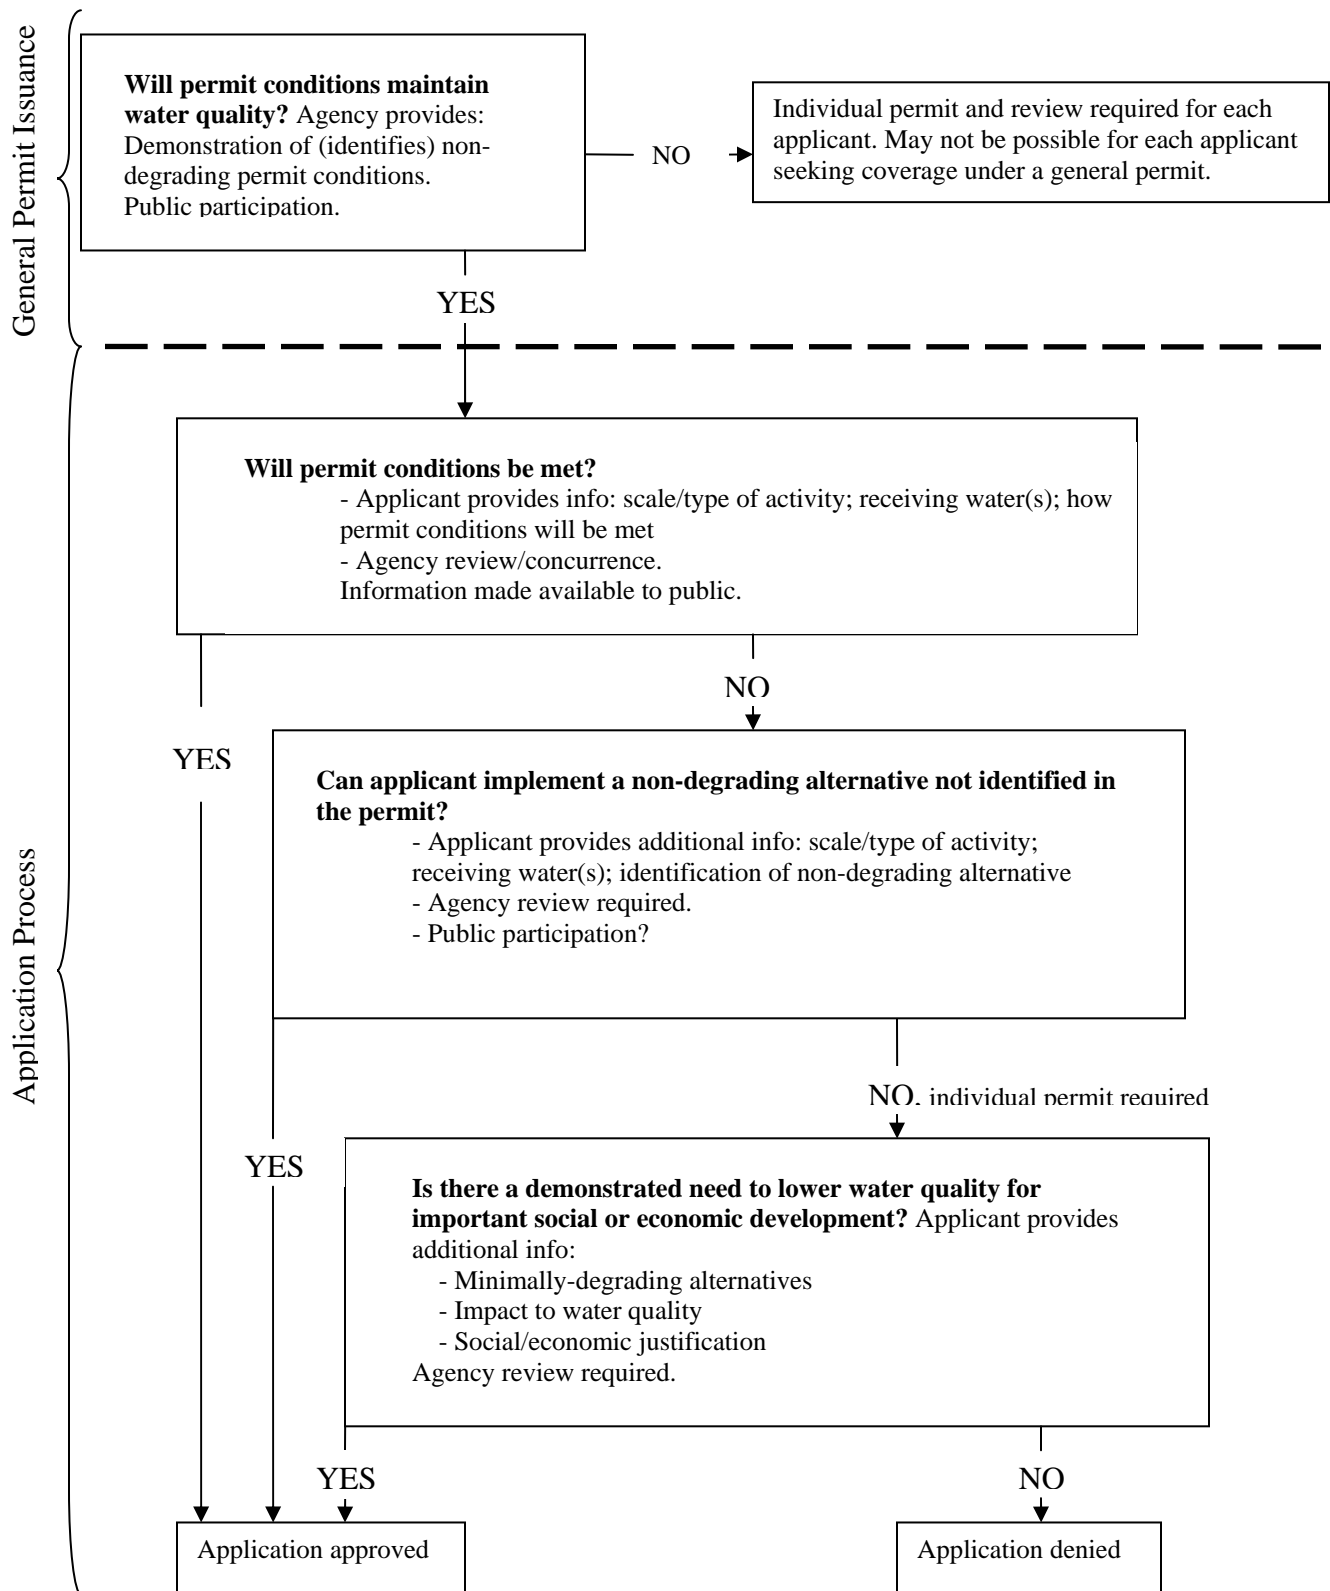 General Permit Issuance
Will permit conditions maintain
water quality? Agency provides:
Demonstration of (identifies) non-
degrading permit conditions.
Public participation.
NO
Individual permit and review required for each
applicant. May not be possible for each applicant
seeking coverage under a general permit.
YES
Application Process
Will permit conditions be met?
- Applicant provides info: scale/type of activity; receiving water(s); how
permit conditions will be met
- Agency review/concurrence.
Information made available to public.
NO
YES
Can applicant implement a non-degrading alternative not identified in
the permit?
- Applicant provides additional info: scale/type of activity;
receiving water(s); identification of non-degrading alternative
- Agency review required.
- Public participation?
NO, individual permit required
YES
Is there a demonstrated need to lower water quality for
important social or economic development? Applicant provides
additional info:
- Minimally-degrading alternatives
- Impact to water quality
- Social/economic justification
Agency review required.
YES
NO
Application approved
Application denied